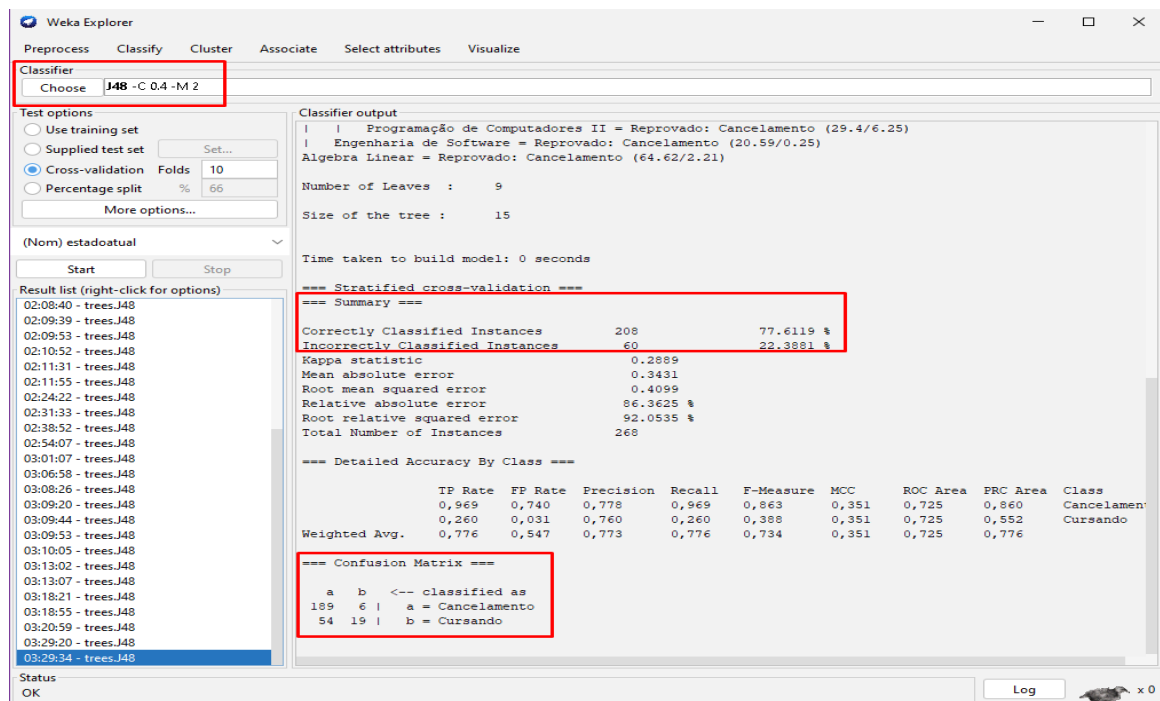 Weka Explorer
Preprocess Classify Cluster Associate Select attributes Visualize
Classifier
Choose J48 -C 0.4 -M 2
Test options
Use training set
Supplied test set Set...
Cross-validation Folds 10
Percentage split % 66
More options...
(Nom) estadoatual
Start Stop
Result list (right-click for options)
02:08:40 - trees.J48
02:09:39 - trees.J48
02:09:53 - trees.J48
02:10:52 - trees.J48
02:11:31 - trees.J48
02:11:55 - trees.J48
02:24:22 - trees.J48
02:31:33 - trees.J48
02:38:52 - trees.J48
02:54:07 - trees.J48
03:01:07 - trees.J48
03:06:58 - trees.J48
03:08:26 - trees.J48
03:09:20 - trees.J48
03:09:44 - trees.J48
03:09:53 - trees.J48
03:10:05 - trees.J48
03:13:02 - trees.J48
03:13:07 - trees.J48
03:18:21 - trees.J48
03:18:55 - trees.J48
03:20:59 - trees.J48
03:29:20 - trees.J48
03:29:34 - trees.J48
Classifier output
| | Programação de Computadores II = Reprovado: Cancelamento (29.4/6.25)
| Engenharia de Software = Reprovado: Cancelamento (20.59/0.25)
Algebra Linear = Reprovado: Cancelamento (64.62/2.21)
Number of Leaves : 9
Size of the tree : 15
Time taken to build model: 0 seconds
=== Stratified cross-validation ===
=== Summary ===
Correctly Classified Instances 208 77.6119 %
Incorrectly Classified Instances 60 22.3881 %
Kappa statistic 0.2889
Mean absolute error 0.3431
Root mean squared error 0.4099
Relative absolute error 86.3625 %
Root relative squared error 92.0535 %
Total Number of Instances 268
=== Detailed Accuracy By Class ===
TP Rate FP Rate Precision Recall F-Measure MCC ROC Area PRC Area Class
0,969 0,740 0,778 0,969 0,863 0,351 0,725 0,860 Cancelamen
0,260 0,031 0,760 0,260 0,388 0,351 0,725 0,552 Cursando
Weighted Avg. 0,776 0,547 0,773 0,776 0,734 0,351 0,725 0,776
=== Confusion Matrix ===
a b <-- classified as
189 6 | a = Cancelamento
54 19 | b = Cursando
Status
OK
Log x 0